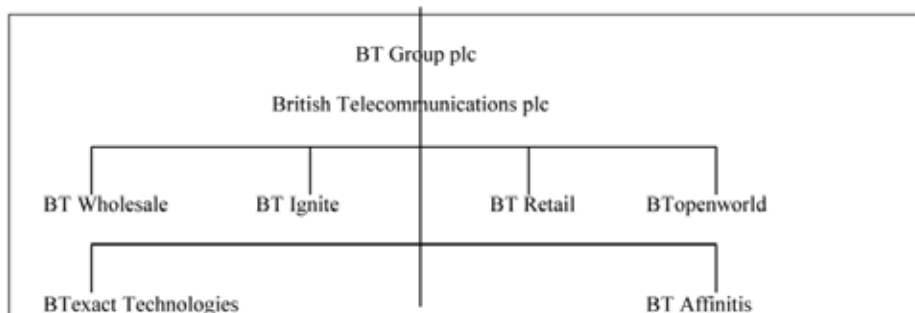 BT Group plc
British Telecommunications plc
BT Wholesale BT Ignite BT Retail BTopenworld
BTexact Technologies BT Affinitis